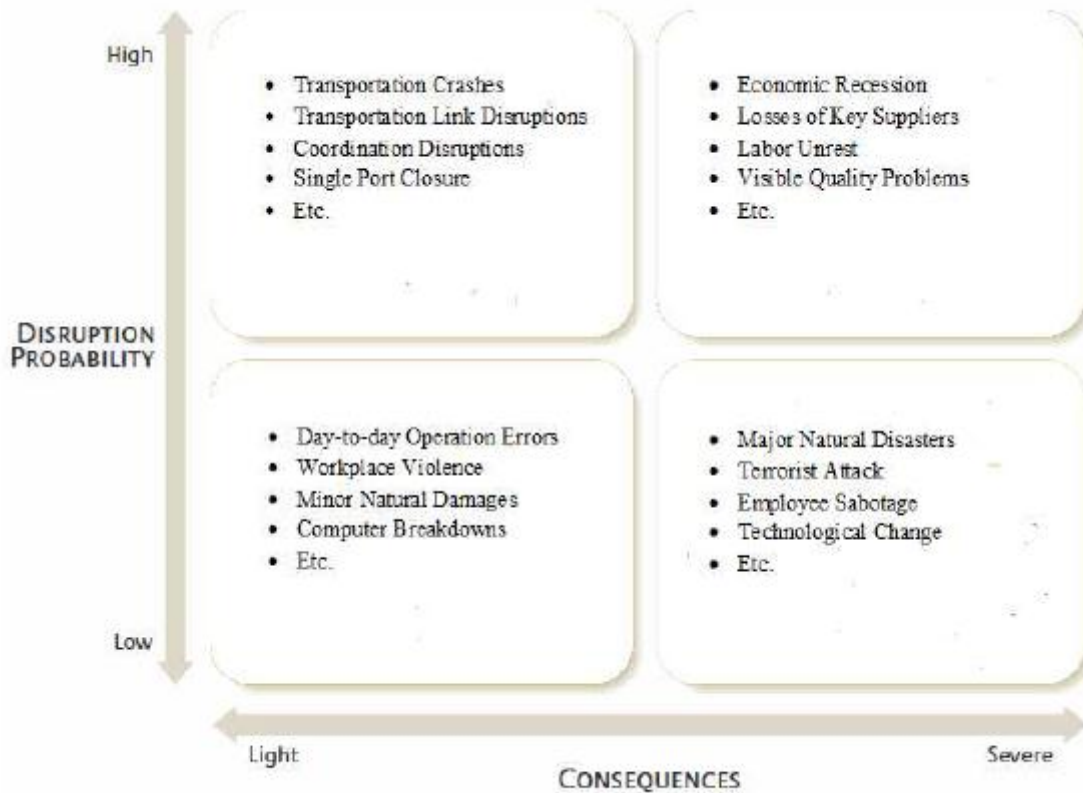 High
• Transportation Crashes
• Transportation Link Disruptions
• Coordination Disruptions
• Single Port Closure
• Etc.
• Economic Recession
• Losses of Key Suppliers
• Labor Unrest
• Visible Quality Problems
• Etc.
DISRUPTION
PROBABILITY
• Day-to-day Operation Errors
• Workplace Violence
• Minor Natural Damages
• Computer Breakdowns
• Etc.
• Major Natural Disasters
• Terrorist Attack
• Employee Sabotage
• Technological Change
• Etc.
Low
Light
Severe
CONSEQUENCES